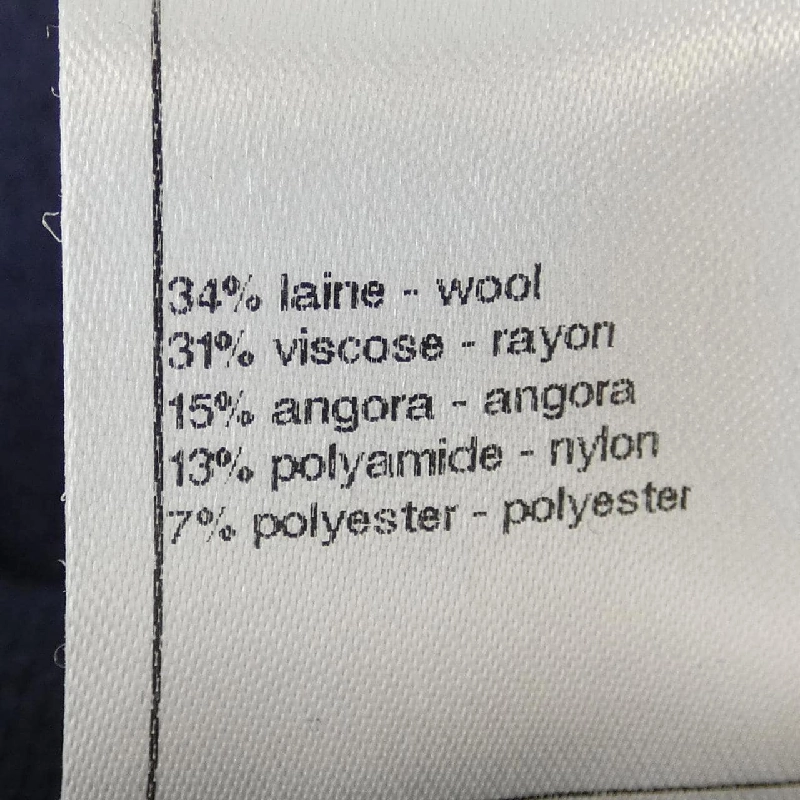 34% laine - wool
31% viscose - rayon
15% angora - angora
13% polyamide - nylon
7% polyester - polyester